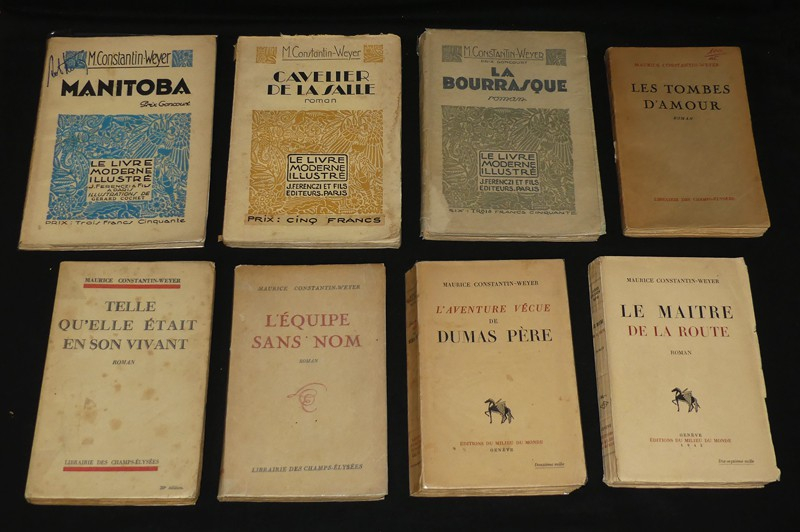 M. Constantin-Weyer
MANITOBA
Prix Goncourt
LE LIVRE
MODERNE
ILLUSTRÉ
J. FERENCZI & FILS
A PARIS
ILLUSTRATIONS DE
GERARD COCHET
PRIX : Trois Francs Cinquante
M. Constantin-Weyer
CAVELIER
DE LA SALLE
roman
LE LIVRE
MODERNE
ILLUSTRÉ
J. FERENCZI ET FILS
ÉDITEURS. PARIS
PRIX : CINQ FRANCS
M. Constantin-Weyer
PRIX GONCOURT
LA
BOURRASQUE
roman
LE LIVRE
MODERNE
ILLUSTRÉ
J. FERENCZI ET FILS
ÉDITEURS. PARIS
PRIX : TROIS FRANCS CINQUANTE
MAURICE CONSTANTIN-WEYER
LES TOMBES
D'AMOUR
ROMAN
LIBRAIRIE DES CHAMPS-ÉLYSÉES
MAURICE CONSTANTIN-WEYER
TELLE
QU'ELLE ÉTAIT
EN SON VIVANT
ROMAN
LIBRAIRIE DES CHAMPS-ÉLYSÉES
MAURICE CONSTANTIN-WEYER
L'ÉQUIPE
SANS NOM
ROMAN
LIBRAIRIE DES CHAMPS-ÉLYSÉES
MAURICE CONSTANTIN-WEYER
L'AVENTURE VÉCUE
DE
DUMAS PÈRE
ÉDITIONS DU MILIEU DU MONDE
GENÈVE
MAURICE CONSTANTIN-WEYER
LE MAITRE
DE LA ROUTE
ROMAN
GENÈVE
ÉDITIONS DU MILIEU DU MONDE